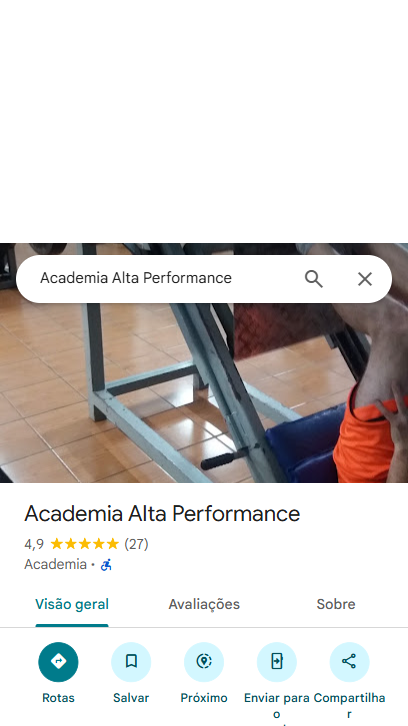 Academia Alta Performance
Academia Alta Performance
4,9 (27)
Academia ·
Visão geral Avaliações Sobre
Rotas Salvar Próximo Enviar para Compartilha
o r